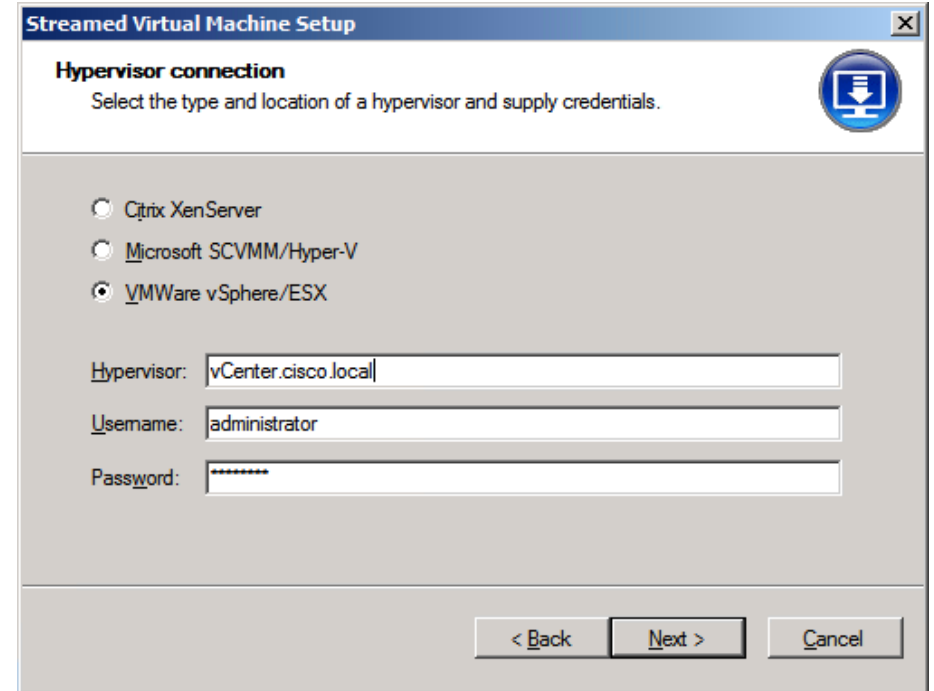 Streamed Virtual Machine Setup
Hypervisor connection
Select the type and location of a hypervisor and supply credentials.
Citrix XenServer
Microsoft SCVMM/Hyper-V
VMWare vSphere/ESX
Hypervisor: vCenter.cisco.local
Username: administrator
Password: ********
< Back Next > Cancel